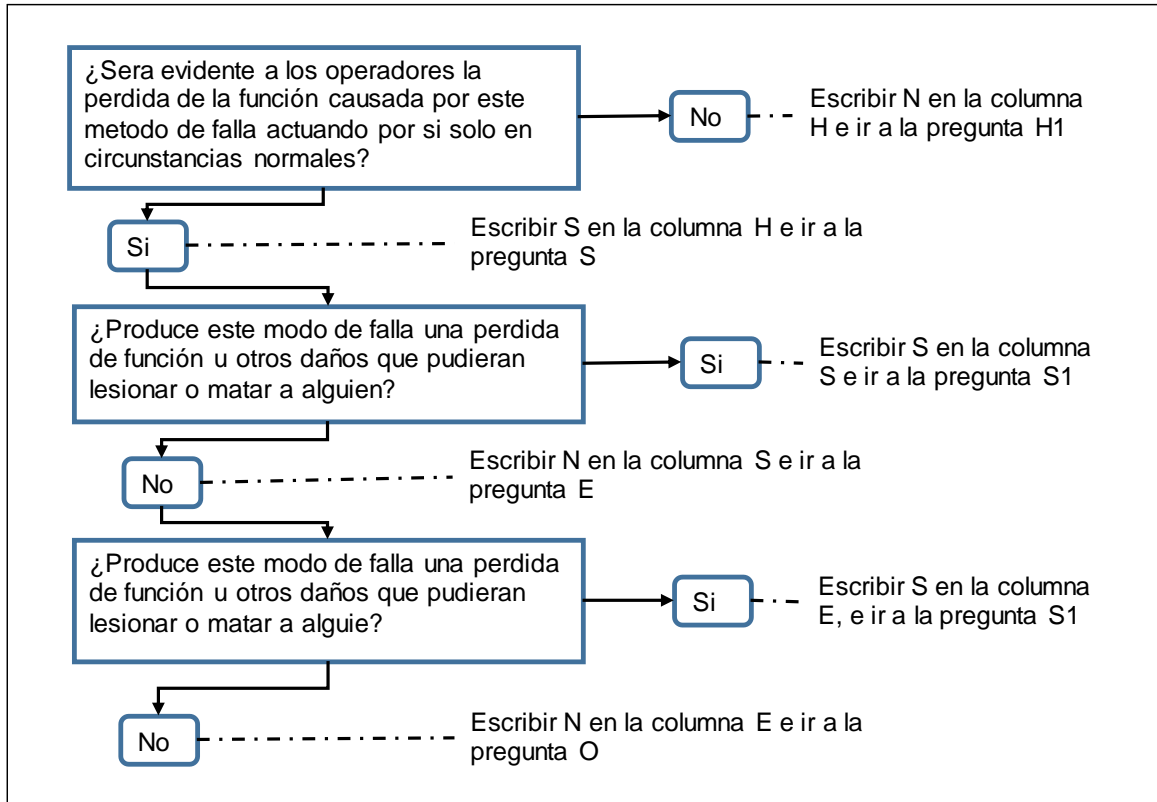 ¿Sera evidente a los operadores la
perdida de la función causada por este
metodo de falla actuando por si solo en
circunstancias normales?
No
Escribir N en la columna
H e ir a la pregunta H1
Si
Escribir S en la columna H e ir a la
pregunta S
¿Produce este modo de falla una perdida
de función u otros daños que pudieran
lesionar o matar a alguien?
Si
Escribir S en la columna
S e ir a la pregunta S1
No
Escribir N en la columna S e ir a la
pregunta E
¿Produce este modo de falla una perdida
de función u otros daños que pudieran
lesionar o matar a alguie?
Si
Escribir S en la columna
E, e ir a la pregunta S1
No
Escribir N en la columna E e ir a la
pregunta O